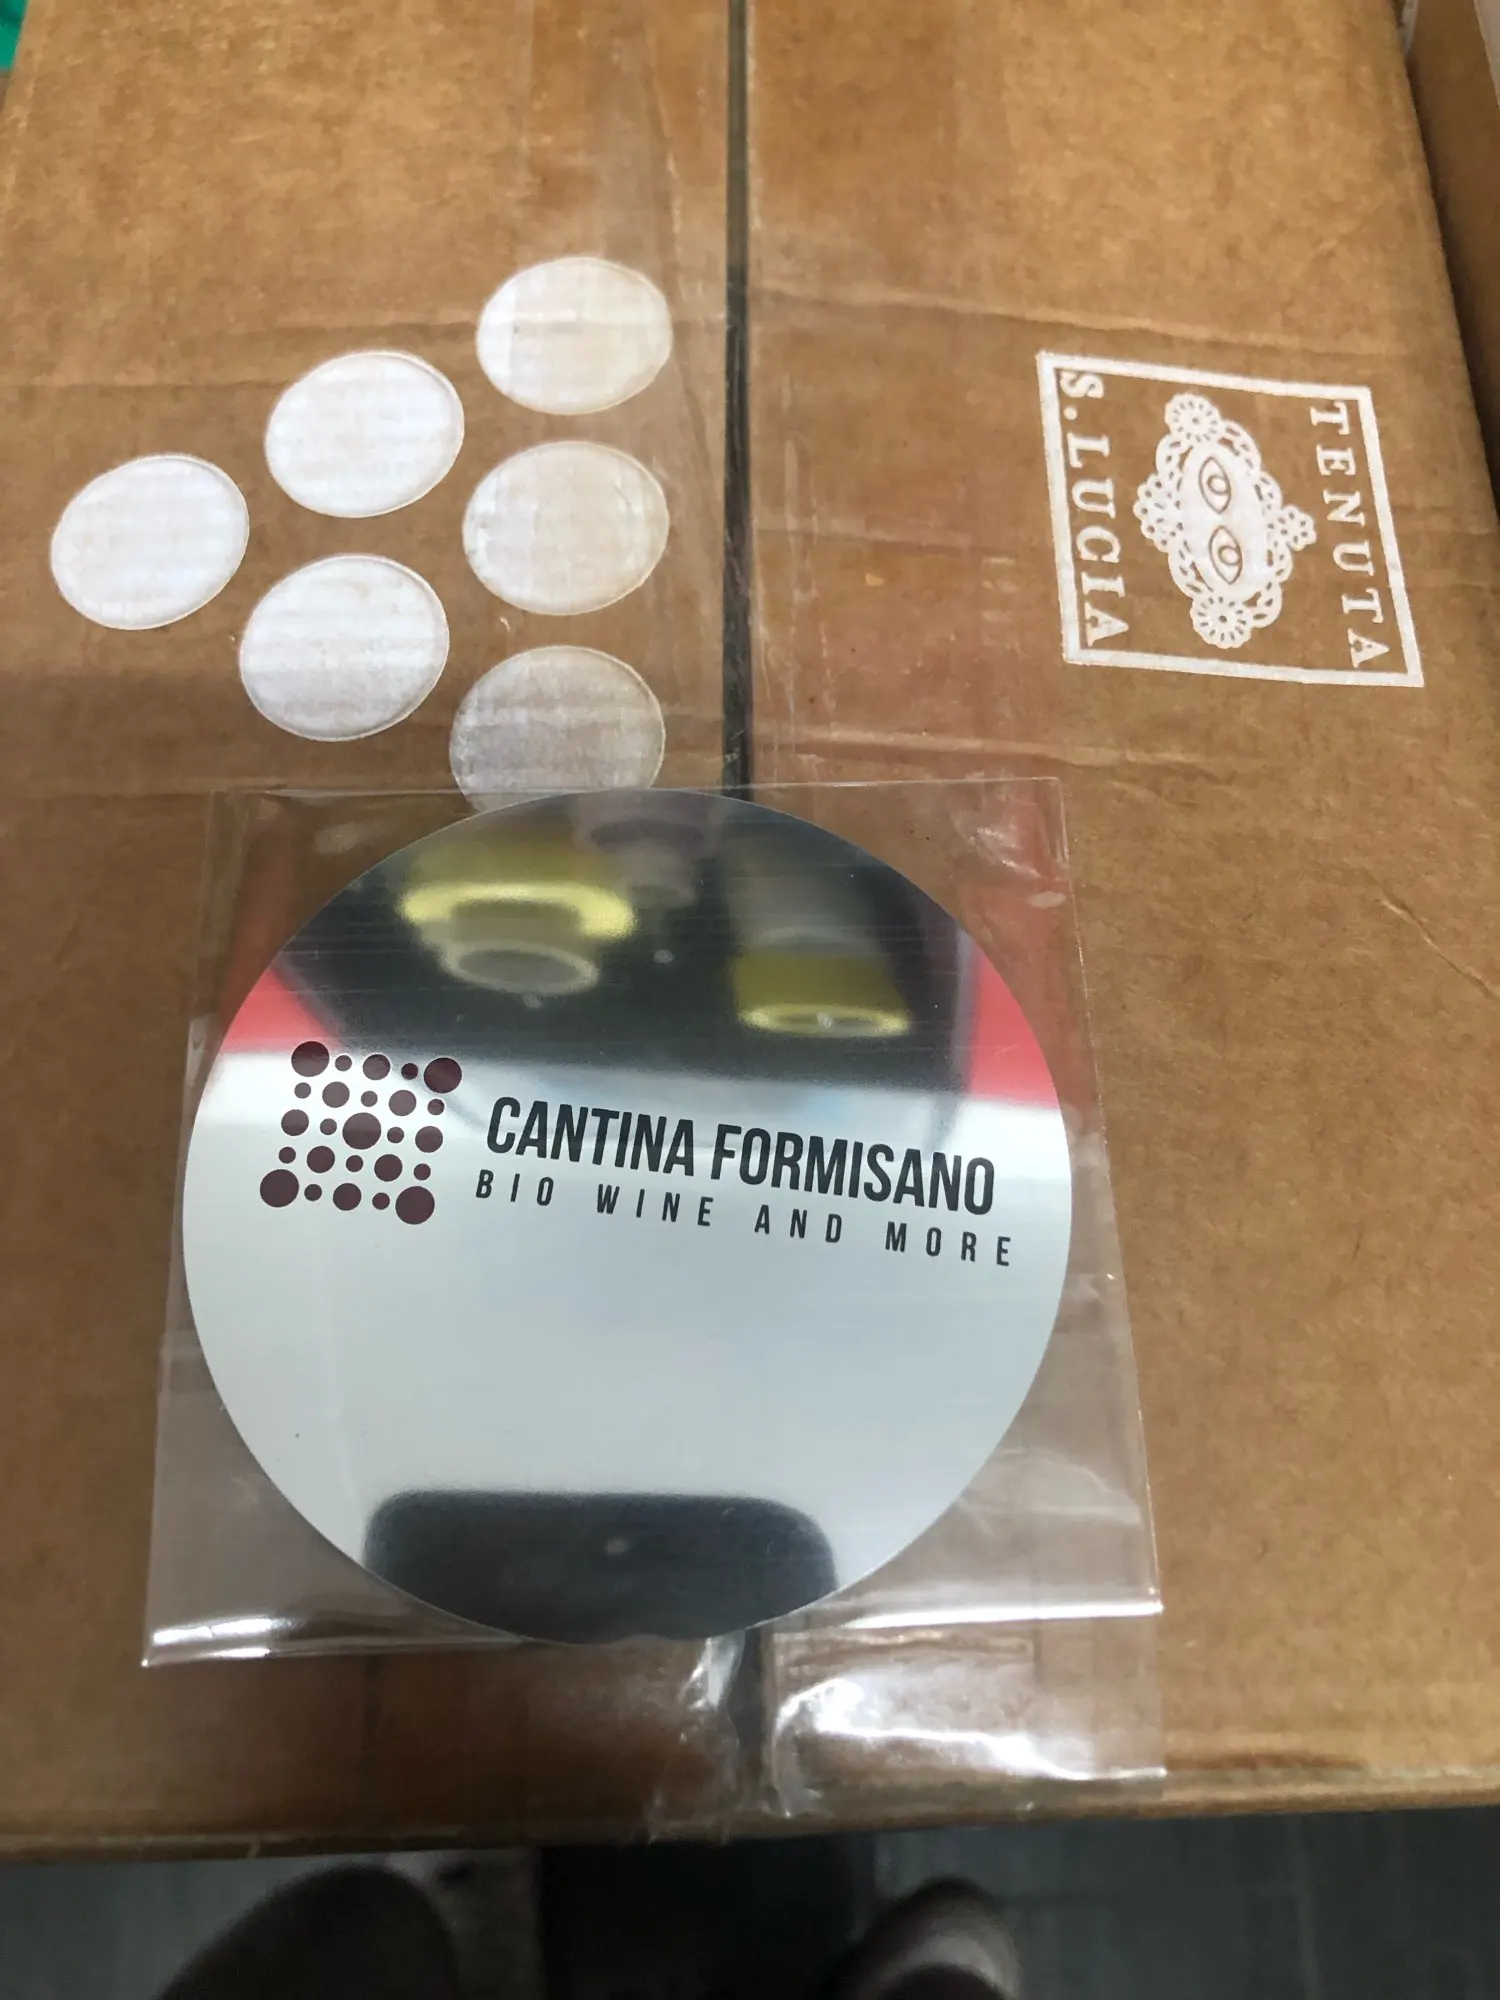 TENUTA
S. LUCIA
CANTINA FORMISANO
BIO WINE AND MORE